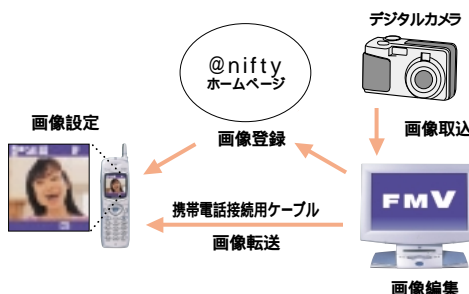 デジタルカメラ
@nifty
ホームページ
画像設定
画像登録
画像取込
携帯電話接続用ケーブル
画像転送
FMV
画像編集